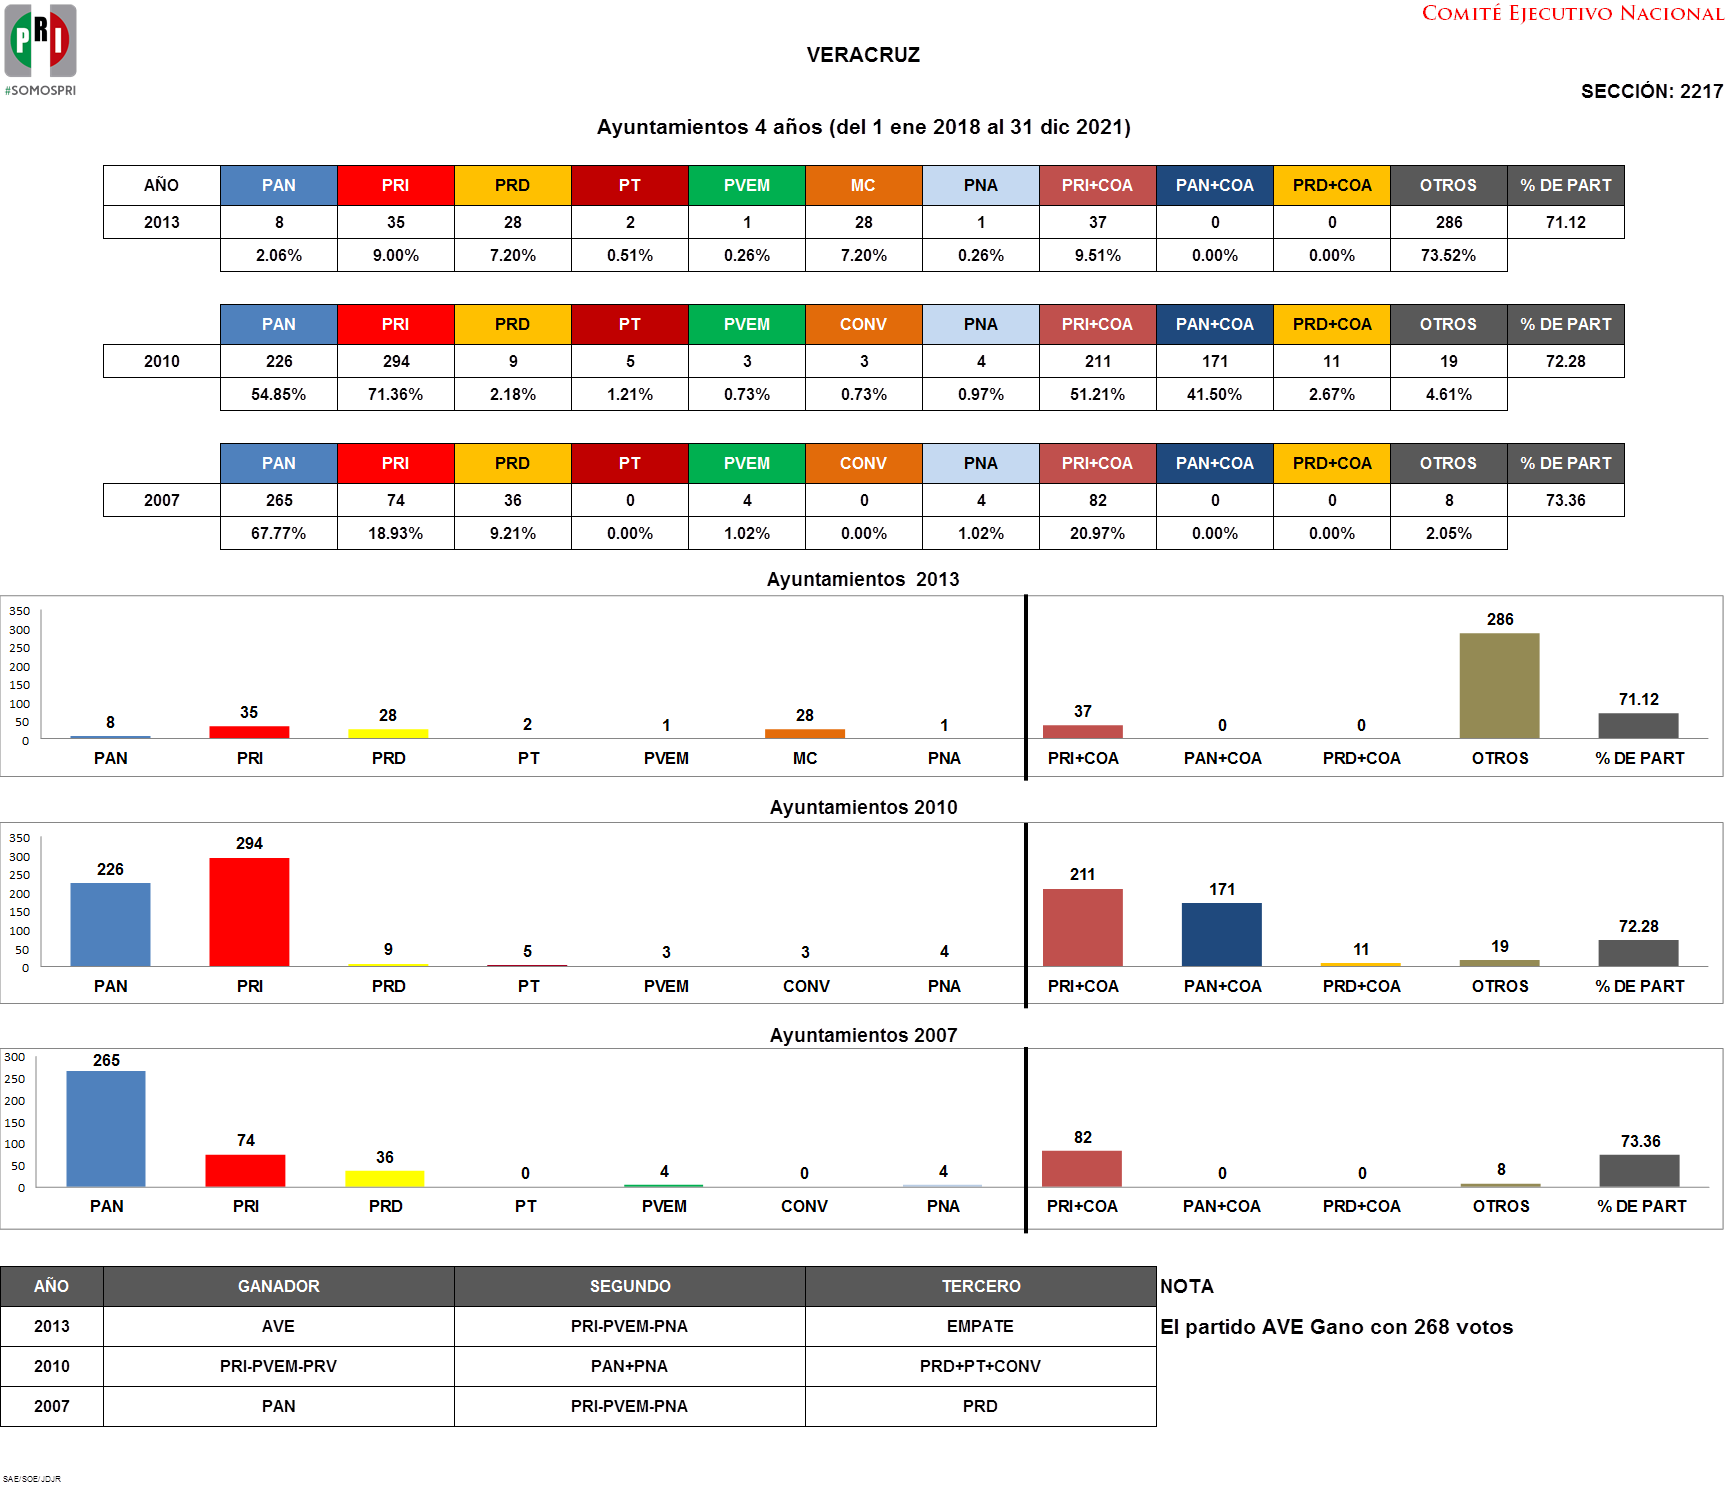 PRI
#SOMOSPRI
COMITÉ EJECUTIVO NACIONAL
VERACRUZ
SECCIÓN: 2217
Ayuntamientos 4 años (del 1 ene 2018 al 31 dic 2021)
AÑO PAN PRI PRD PT PVEM MC PNA PRI+COA PAN+COA PRD+COA OTROS % DE PART
2013 8 35 28 2 1 28 1 37 0 0 286 71.12
2.06% 9.00% 7.20% 0.51% 0.26% 7.20% 0.26% 9.51% 0.00% 0.00% 73.52%
PAN PRI PRD PT PVEM CONV PNA PRI+COA PAN+COA PRD+COA OTROS % DE PART
2010 226 294 9 5 3 3 4 211 171 11 19 72.28
54.85% 71.36% 2.18% 1.21% 0.73% 0.73% 0.97% 51.21% 41.50% 2.67% 4.61%
PAN PRI PRD PT PVEM CONV PNA PRI+COA PAN+COA PRD+COA OTROS % DE PART
2007 265 74 36 0 4 0 4 82 0 0 8 73.36
67.77% 18.93% 9.21% 0.00% 1.02% 0.00% 1.02% 20.97% 0.00% 0.00% 2.05%
Ayuntamientos 2013
350
300
250
200
150
100
50
0
8 35 28 2 1 28 1 37 0 0 286 71.12
PAN PRI PRD PT PVEM MC PNA PRI+COA PAN+COA PRD+COA OTROS % DE PART
Ayuntamientos 2010
350
300
250
200
150
100
50
0
226 294 9 5 3 3 4 211 171 11 19 72.28
PAN PRI PRD PT PVEM CONV PNA PRI+COA PAN+COA PRD+COA OTROS % DE PART
Ayuntamientos 2007
300
250
200
150
100
50
0
265 74 36 0 4 0 4 82 0 0 8 73.36
PAN PRI PRD PT PVEM CONV PNA PRI+COA PAN+COA PRD+COA OTROS % DE PART
AÑO GANADOR SEGUNDO TERCERO NOTA
2013 AVE PRI-PVEM-PNA EMPATE El partido AVE Gano con 268 votos
2010 PRI-PVEM-PRV PAN+PNA PRD+PT+CONV
2007 PAN PRI-PVEM-PNA PRD
SAE/SOE/JDJR